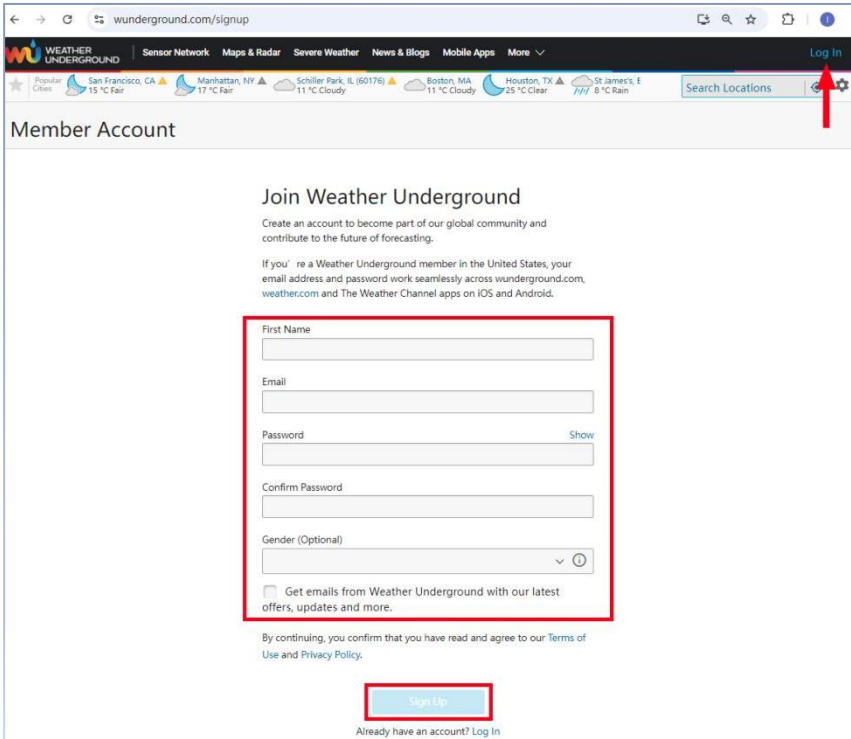 wunderground.com/signup
WEATHER
UNDERGROUND
Sensor Network Maps & Radar Severe Weather News & Blogs Mobile Apps More
Log In
Popular
Cities
San Francisco, CA
15 °C Fair
Manhattan, NY
17 °C Fair
Schiller Park, IL (60176)
11 °C Cloudy
Boston, MA
11 °C Cloudy
Houston, TX
25 °C Clear
St James's, E
8 °C Rain
Search Locations
Member Account
Join Weather Underground
Create an account to become part of our global community and
contribute to the future of forecasting.
If you' re a Weather Underground member in the United States, your
email address and password work seamlessly across wunderground.com,
weather.com and The Weather Channel apps on iOS and Android.
First Name
Email
Password Show
Confirm Password
Gender (Optional)
Get emails from Weather Underground with our latest
offers, updates and more.
By continuing, you confirm that you have read and agree to our Terms of
Use and Privacy Policy.
Sign Up
Already have an account? Log In